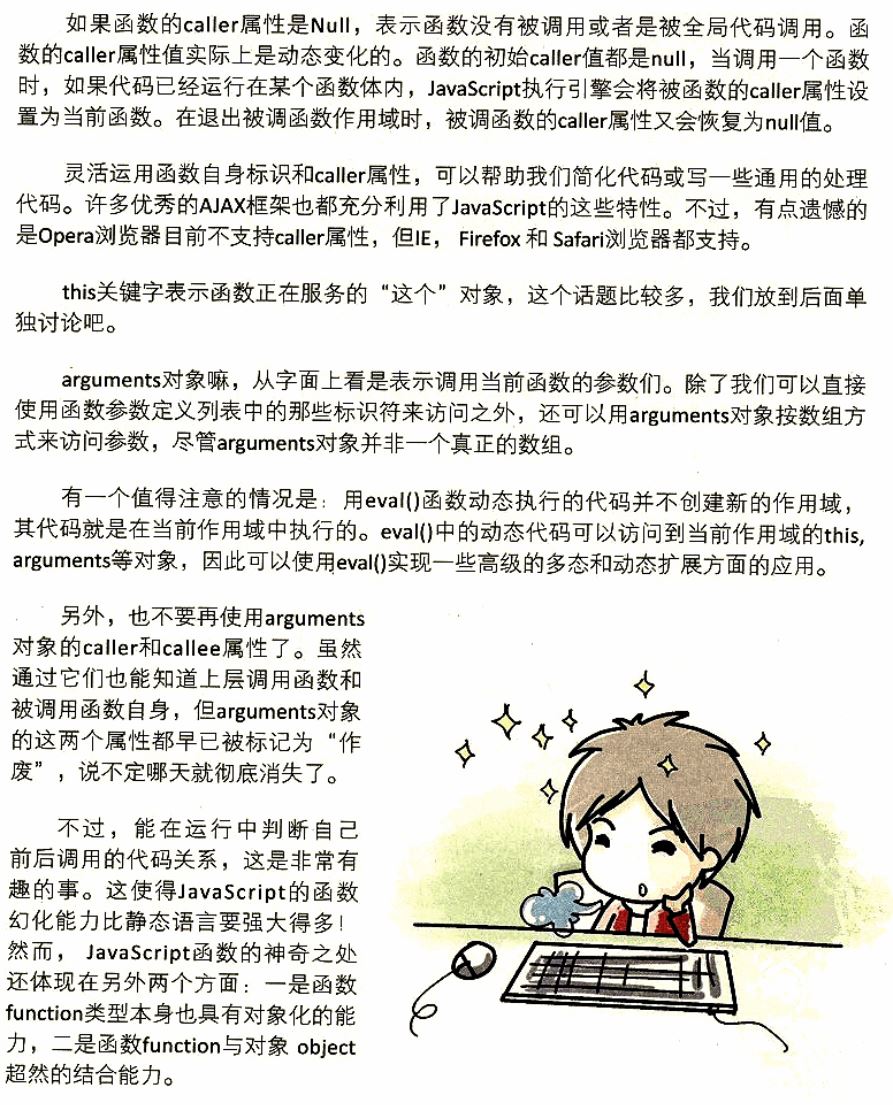 如果函数的caller属性是Null，表示函数没有被调用或者是被全局代码调用。函
数的caller属性值实际上是动态变化的。函数的初始caller值都是null，当调用一个函数
时，如果代码已经运行在某个函数体内，JavaScript执行引擎会将被函数的caller属性设
置为当前函数。在退出被调函数作用域时，被调函数的caller属性又会恢复为null值。
灵活运用函数自身标识和caller属性，可以帮助我们简化代码或写一些通用的处理
代码。许多优秀的AJAX框架也都充分利用了JavaScript的这些特性。不过，有点遗憾的
是Opera浏览器目前不支持caller属性，但IE， Firefox 和 Safari浏览器都支持。
this关键字表示函数正在服务的“这个”对象，这个话题比较多，我们放到后面单
独讨论吧。
arguments对象嘛，从字面上看是表示调用当前函数的参数们。除了我们可以直接
使用函数参数定义列表中的那些标识符来访问之外，还可以用arguments对象按数组方
式来访问参数，尽管arguments对象并非一个真正的数组。
有一个值得注意的情况是：用eval()函数动态执行的代码并不创建新的作用域，
其代码就是在当前作用域中执行的。eval()中的动态代码可以访问到当前作用域的this,
arguments等对象，因此可以使用eval()实现一些高级的多态和动态扩展方面的应用。
另外，也不要再使用arguments
对象的caller和callee属性了。虽然
通过它们也能知道上层调用函数和
被调用函数自身，但arguments对象
的这两个属性都早已被标记为“作
废”，说不定哪天就彻底消失了。
不过，能在运行中判断自己
前后调用的代码关系，这是非常有
趣的事。这使得JavaScript的函数
幻化能力比静态语言要强大得多！
然而， JavaScript函数的神奇之处
还体现在另外两个方面：一是函数
function类型本身也具有对象化的能
力，二是函数function与对象 object
超然的结合能力。